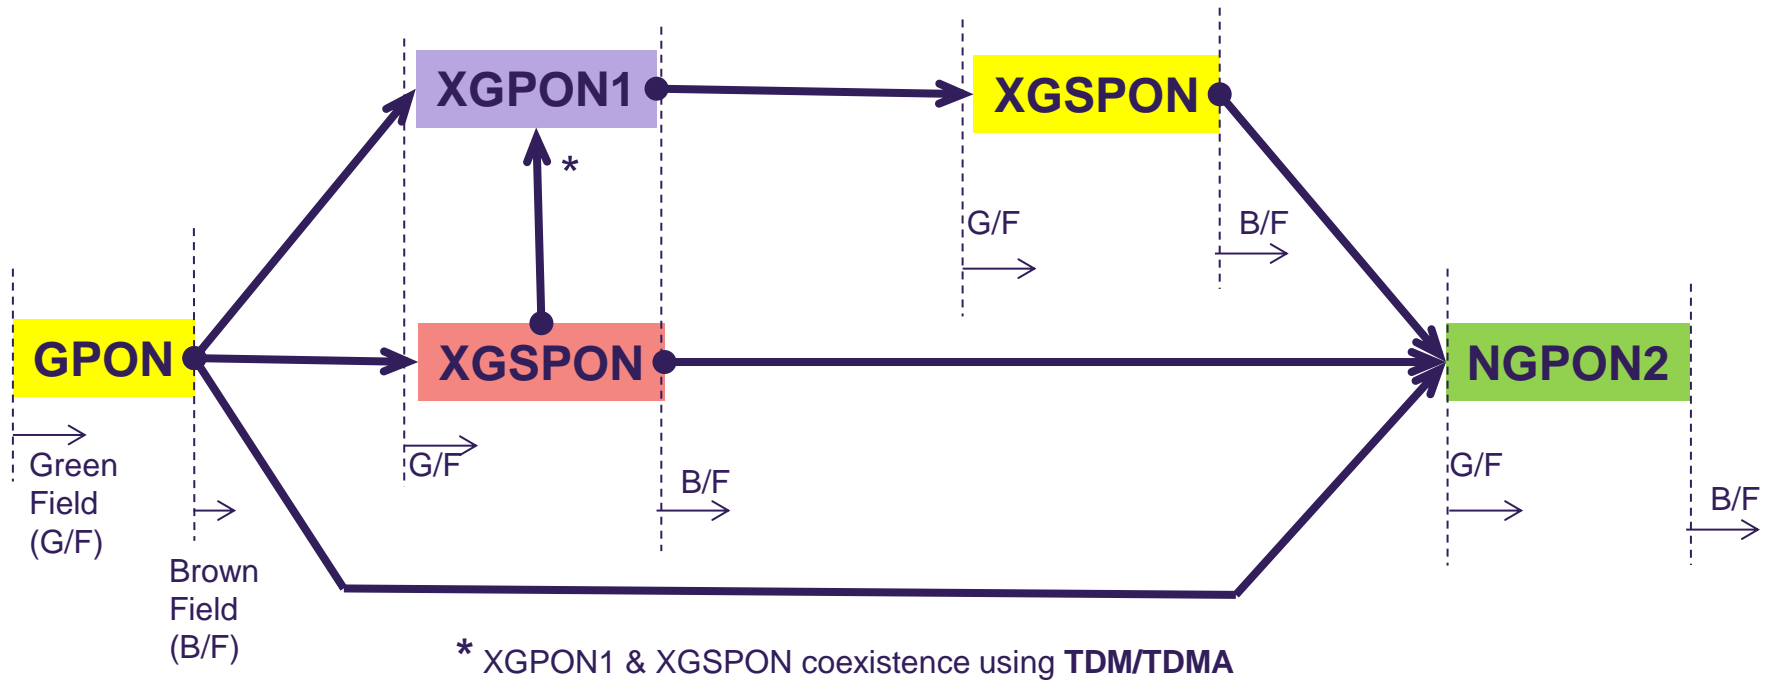 XGPON1
XGSPON
*
G/F
B/F
GPON
XGSPON
NGPON2
Green
Field
(G/F)
G/F
B/F
G/F
B/F
Brown
Field
(B/F)
* XGPON1 & XGSPON coexistence using TDM/TDMA